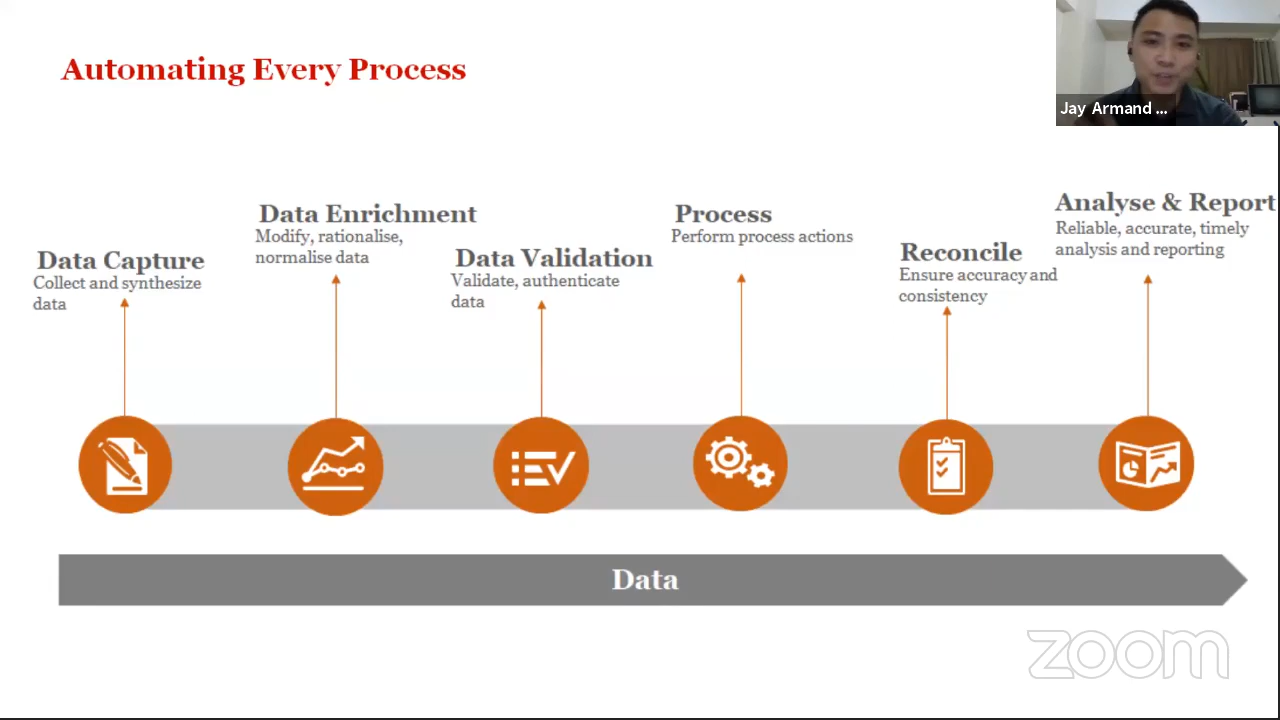 Automating Every Process
Jay Armand ...
Data Capture
Collect and synthesize
data
Data Enrichment
Modify, rationalise,
normalise data
Data Validation
Validate, authenticate
data
Process
Perform process actions
Reconcile
Ensure accuracy and
consistency
Analyse & Report
Reliable, accurate, timely
analysis and reporting
Data
zoom